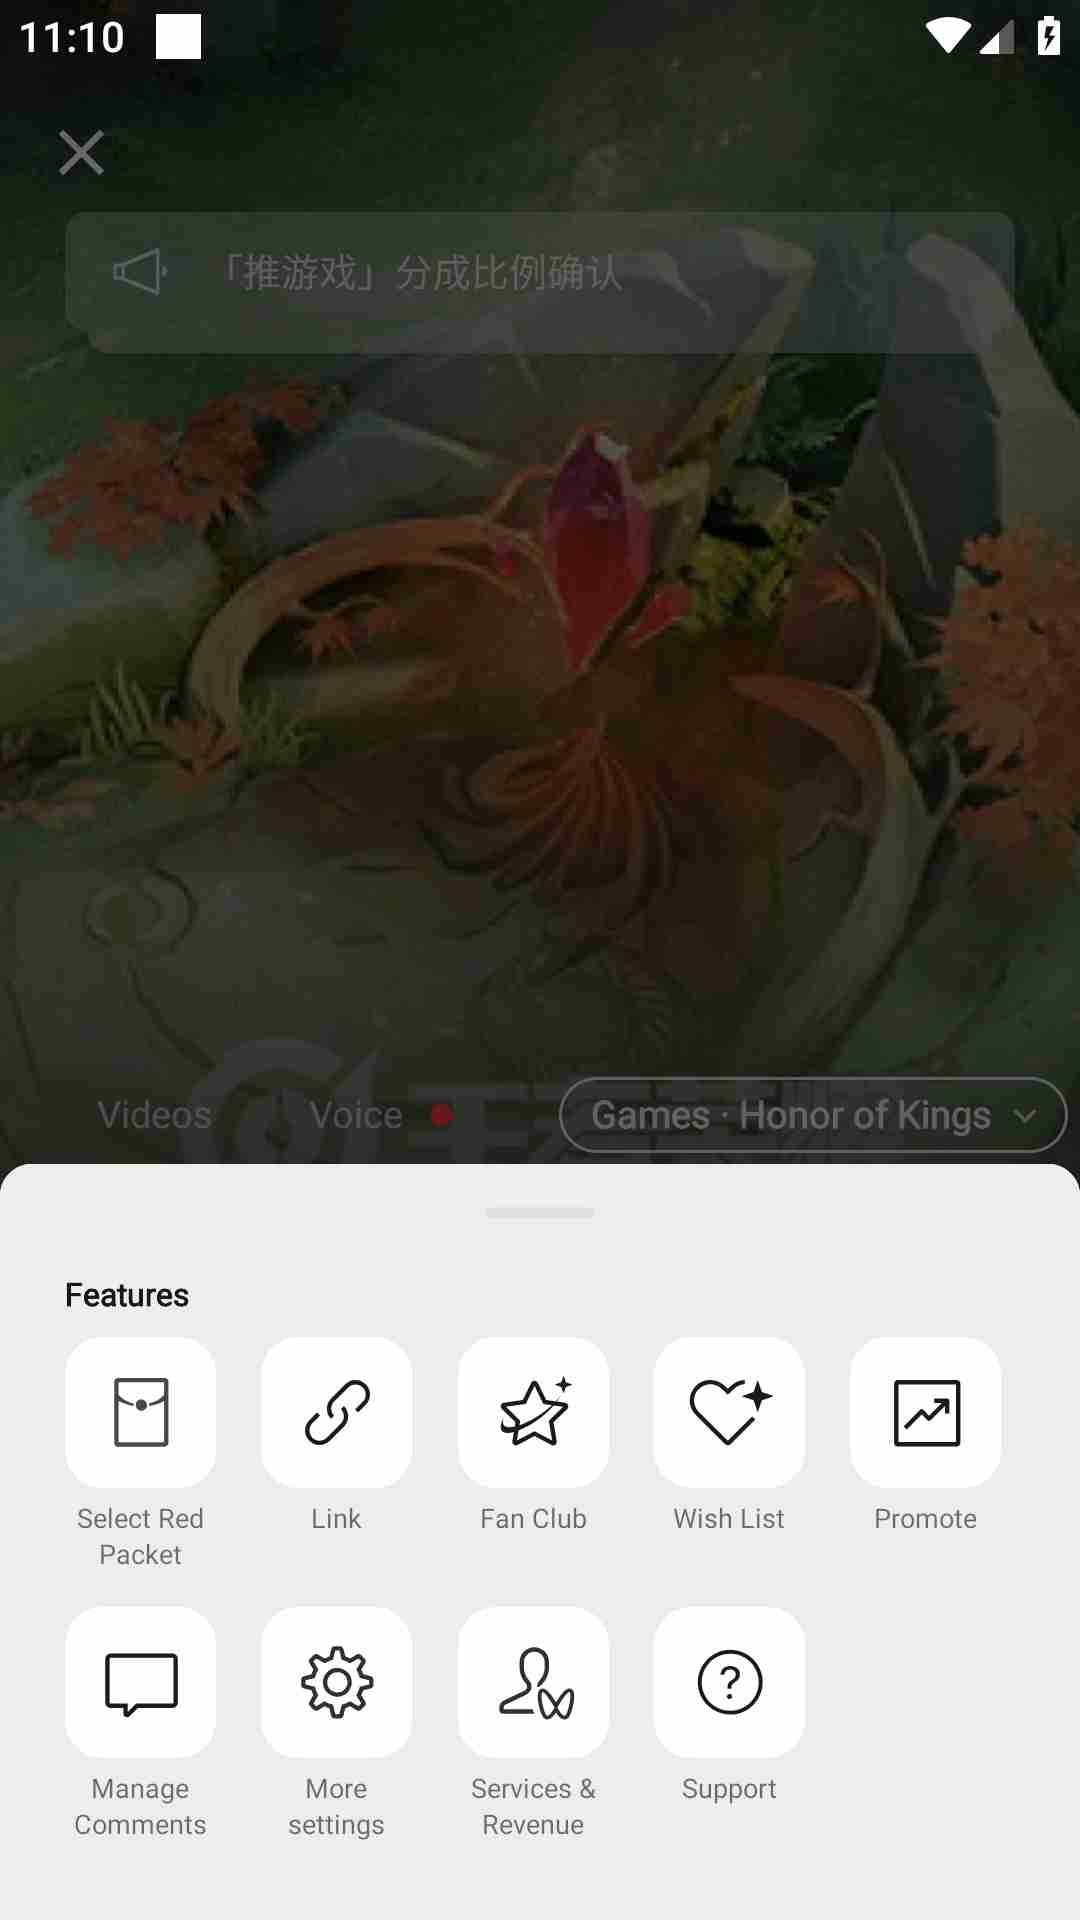 11:10
「推游戏」分成比例确认
Videos
Voice
Games · Honor of Kings
Features
Select Red
Packet
Link
Fan Club
Wish List
Promote
Manage
Comments
More
settings
Services &
Revenue
Support